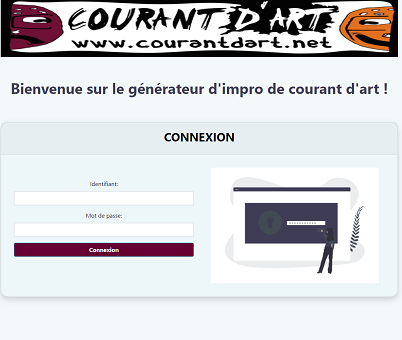 COURANT D'ART
www.courantdart.net
Bienvenue sur le générateur d'impro de courant d'art !
CONNEXION
Identifiant:
Mot de passe:
Connexion